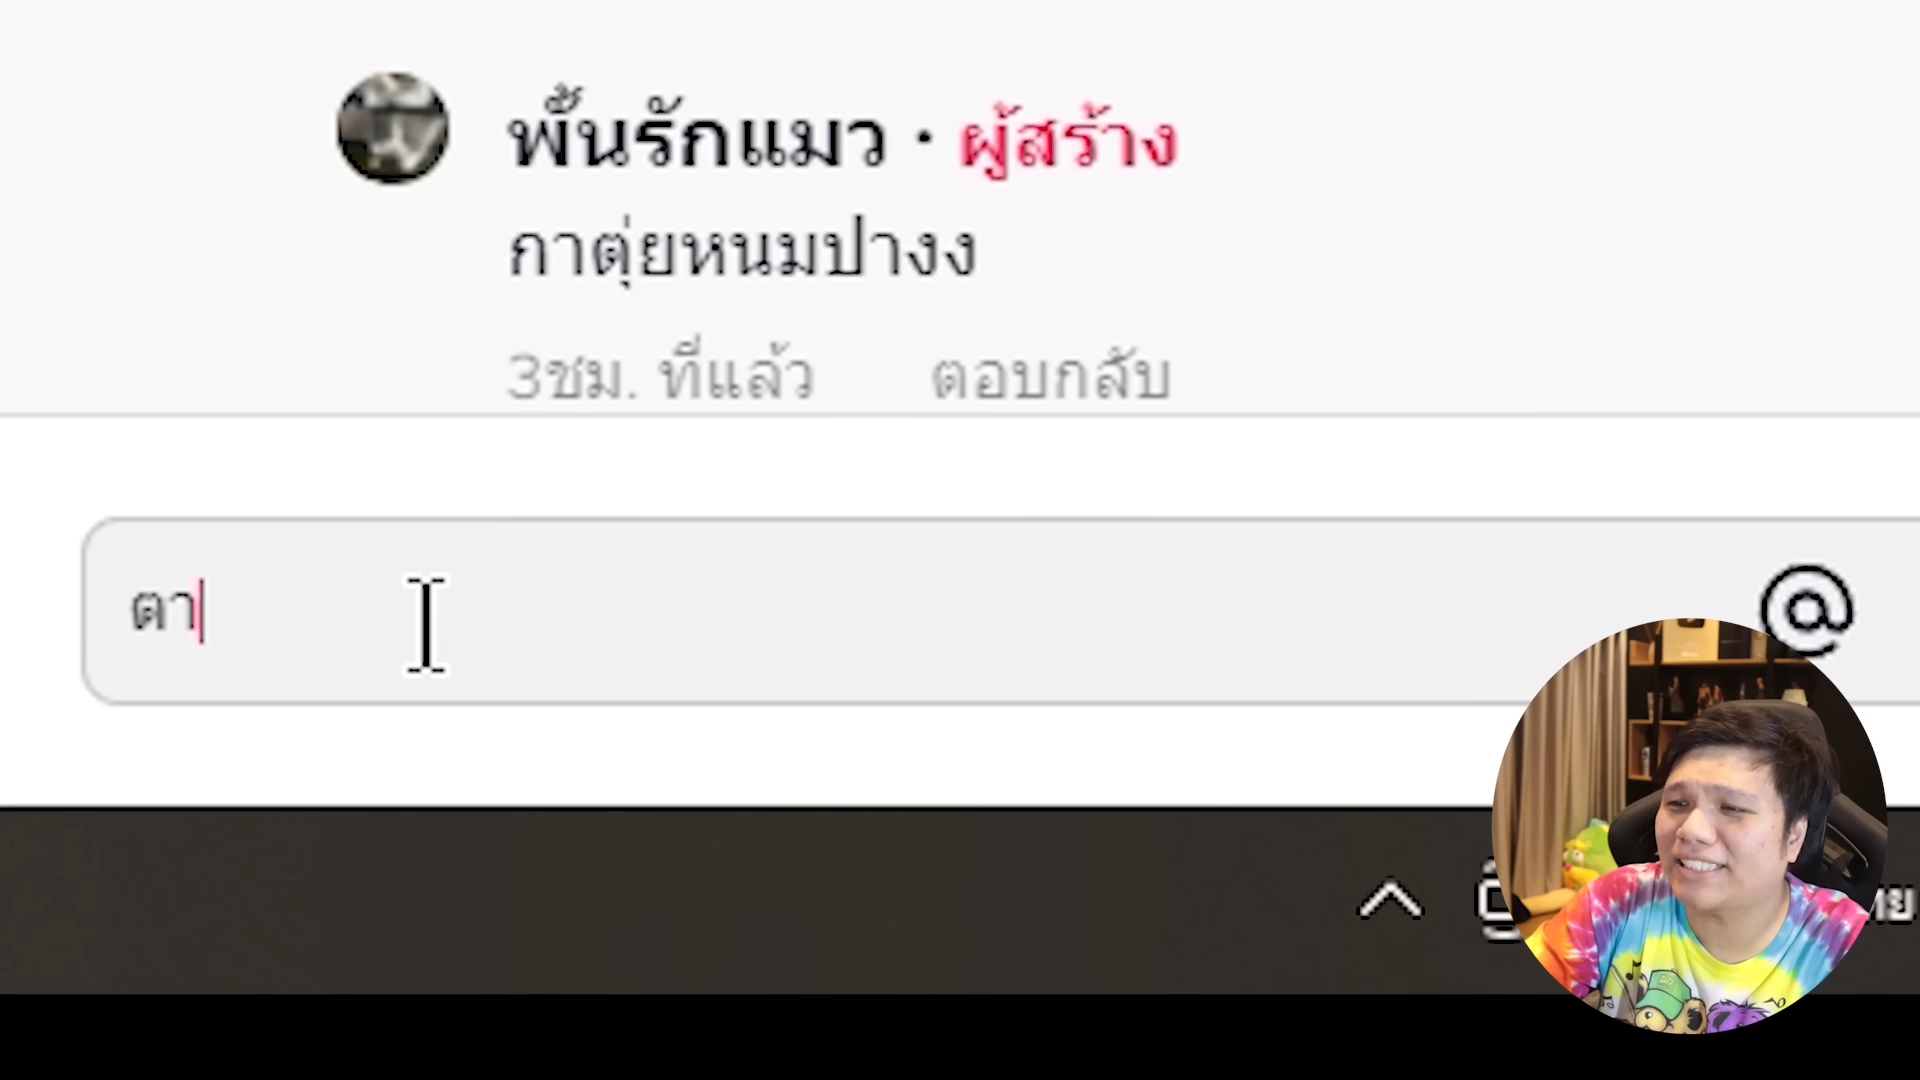 พั้นรักแมว · ผู้สร้าง
กาตุ่ยหนมปางง
3ชม. ที่แล้ว ตอบกลับ
ตา
@